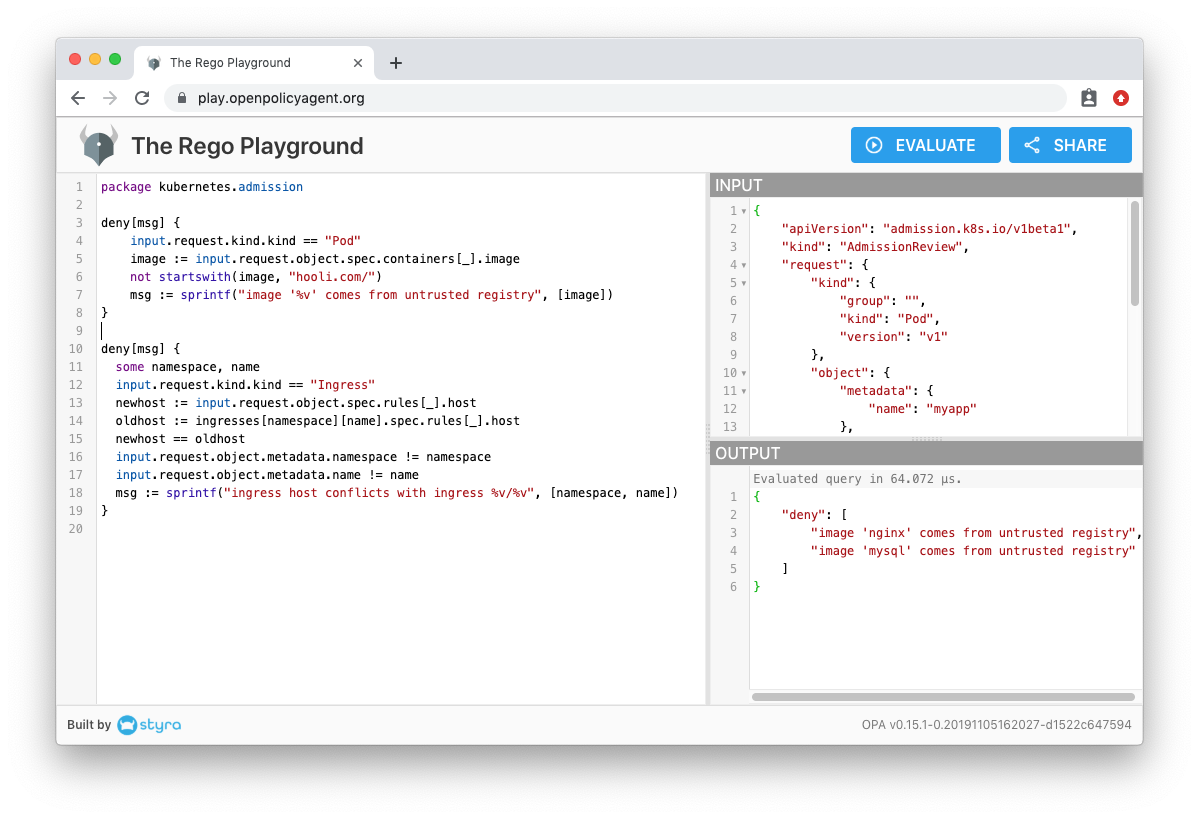 The Rego Playground
play.openpolicyagent.org
The Rego Playground
EVALUATE
SHARE
1 package kubernetes.admission
2
3 deny[msg] {
4     input.request.kind.kind == "Pod"
5     image := input.request.object.spec.containers[_].image
6     not startswith(image, "hooli.com/")
7     msg := sprintf("image '%v' comes from untrusted registry", [image])
8 }
9
10 deny[msg] {
11   some namespace, name
12   input.request.kind.kind == "Ingress"
13   newhost := input.request.object.spec.rules[_].host
14   oldhost := ingresses[namespace][name].spec.rules[_].host
15   newhost == oldhost
16   input.request.object.metadata.namespace != namespace
17   input.request.object.metadata.name != name
18   msg := sprintf("ingress host conflicts with ingress %v/%v", [namespace, name])
19 }
20
INPUT
1 {
2     "apiVersion": "admission.k8s.io/v1beta1",
3     "kind": "AdmissionReview",
4     "request": {
5         "kind": {
6             "group": "",
7             "kind": "Pod",
8             "version": "v1"
9         },
10         "object": {
11             "metadata": {
12                 "name": "myapp"
13             },
OUTPUT
Evaluated query in 64.072 µs.
1 {
2     "deny": [
3         "image 'nginx' comes from untrusted registry",
4         "image 'mysql' comes from untrusted registry"
5     ]
6 }
Built by styra
OPA v0.15.1-0.20191105162027-d1522c647594